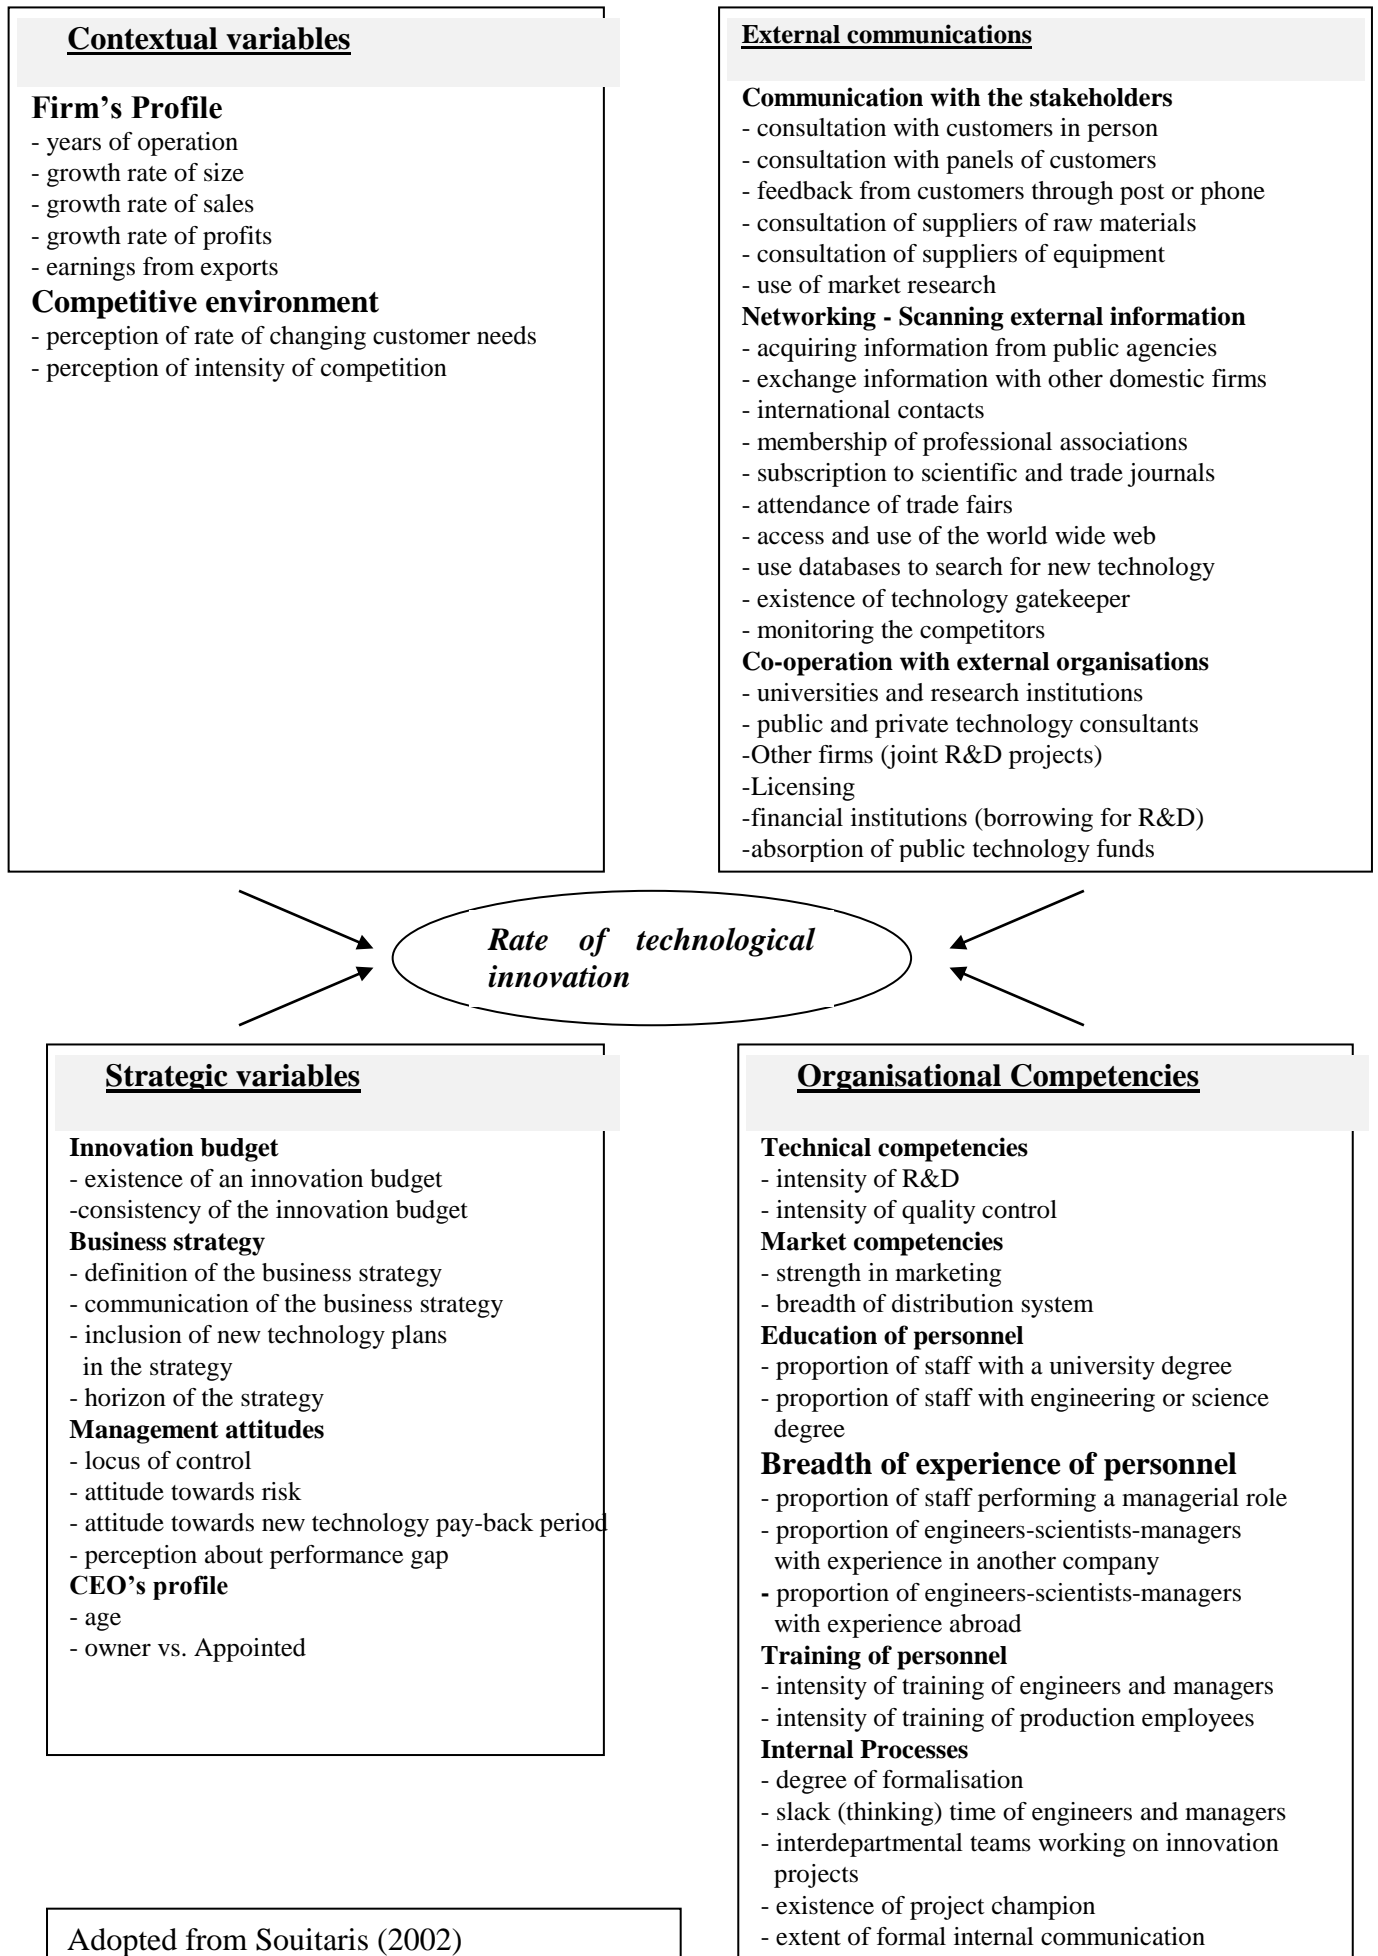 Contextual variables
Firm's Profile
- years of operation
- growth rate of size
- growth rate of sales
- growth rate of profits
- earnings from exports
Competitive environment
- perception of rate of changing customer needs
- perception of intensity of competition
External communications
Communication with the stakeholders
- consultation with customers in person
- consultation with panels of customers
- feedback from customers through post or phone
- consultation of suppliers of raw materials
- consultation of suppliers of equipment
- use of market research
Networking - Scanning external information
- acquiring information from public agencies
- exchange information with other domestic firms
- international contacts
- membership of professional associations
- subscription to scientific and trade journals
- attendance of trade fairs
- access and use of the world wide web
- use databases to search for new technology
- existence of technology gatekeeper
- monitoring the competitors
Co-operation with external organisations
- universities and research institutions
- public and private technology consultants
-Other firms (joint R&D projects)
-Licensing
-financial institutions (borrowing for R&D)
-absorption of public technology funds
Rate of technological
innovation
Strategic variables
Innovation budget
- existence of an innovation budget
-consistency of the innovation budget
Business strategy
- definition of the business strategy
- communication of the business strategy
- inclusion of new technology plans
in the strategy
- horizon of the strategy
Management attitudes
- locus of control
- attitude towards risk
- attitude towards new technology pay-back period
- perception about performance gap
CEO's profile
- age
- owner vs. Appointed
Organisational Competencies
Technical competencies
- intensity of R&D
- intensity of quality control
Market competencies
- strength in marketing
- breadth of distribution system
Education of personnel
- proportion of staff with a university degree
- proportion of staff with engineering or science
degree
Breadth of experience of personnel
- proportion of staff performing a managerial role
- proportion of engineers-scientists-managers
with experience in another company
- proportion of engineers-scientists-managers
with experience abroad
Training of personnel
- intensity of training of engineers and managers
- intensity of training of production employees
Internal Processes
- degree of formalisation
- slack (thinking) time of engineers and managers
- interdepartmental teams working on innovation
projects
- existence of project champion
- extent of formal internal communication
Adopted from Souitaris (2002)